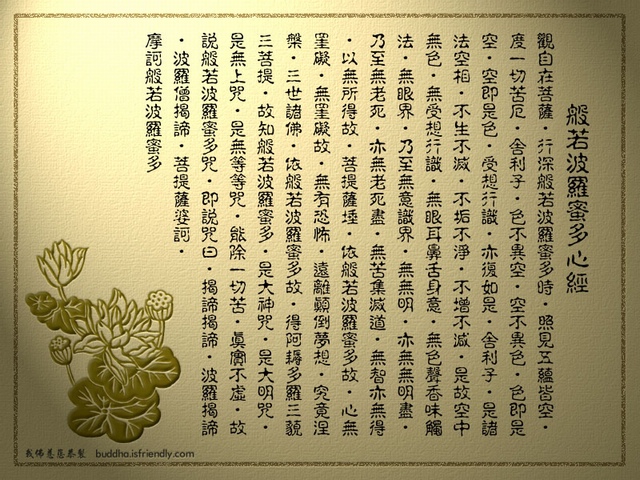 般若波羅蜜多心經
觀自在菩薩·行深般若波羅蜜多時·照見五蘊皆空·
度一切苦厄·舍利子·色不異空·空不異色·色即是
空·空即是色·受想行識·亦復如是·舍利子·是諸
法空相·不生不滅·不垢不淨·不增不減·是故空中
無色·無受想行識·無眼耳鼻舌身意·無色聲香味觸
法·無眼界·乃至無意識界·無無明·亦無無明盡·
乃至無老死·亦無老死盡·無苦集滅道·無智亦無得
·以無所得故·菩提薩埵·依般若波羅蜜多故·心無
罣礙·無罣礙故·無有恐怖·遠離顛倒夢想·究竟涅
槃·三世諸佛·依般若波羅蜜多故·得阿耨多羅三藐
三菩提·故知般若波羅蜜多·是大神咒·是大明咒·
是無上咒·是無等等咒·能除一切苦·真實不虛·故
說般若波羅蜜多咒·即說咒曰·揭諦揭諦·波羅揭諦
·波羅僧揭諦·菩提薩婆訶·
摩訶般若波羅蜜多
我佛慈悲恭製 buddha.isfriendly.com